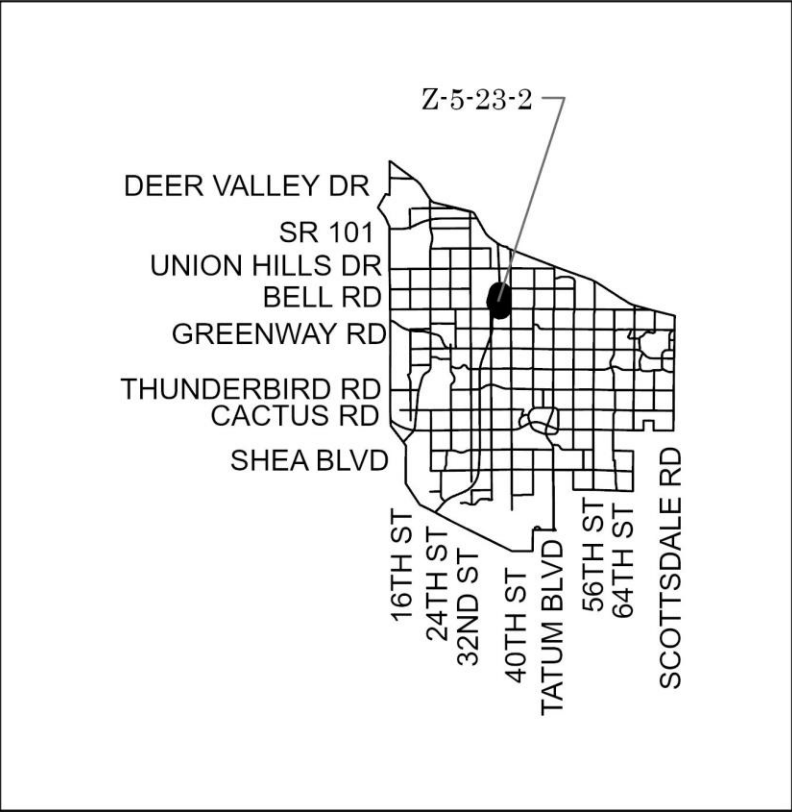 Z-5-23-2
DEER VALLEY DR
SR 101
UNION HILLS DR
BELL RD
GREENWAY RD
THUNDERBIRD RD
CACTUS RD
SHEA BLVD
16TH ST
24TH ST
32ND ST
40TH ST
TATUM BLVD
56TH ST
64TH ST
SCOTTSDALE RD